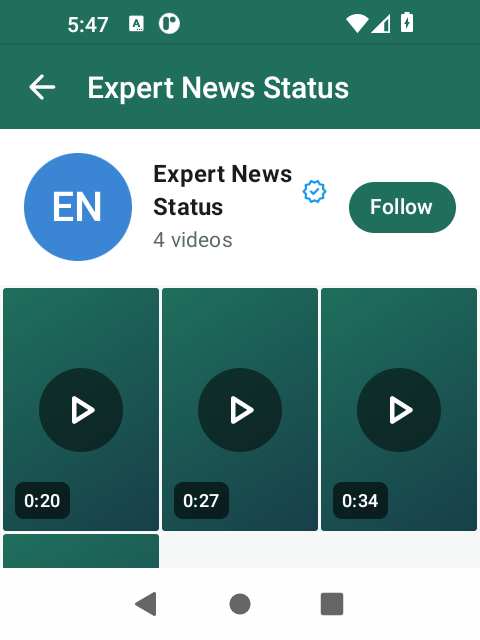 5:47
Expert News Status
EN
Expert News
Status
4 videos
Follow
0:20
0:27
0:34